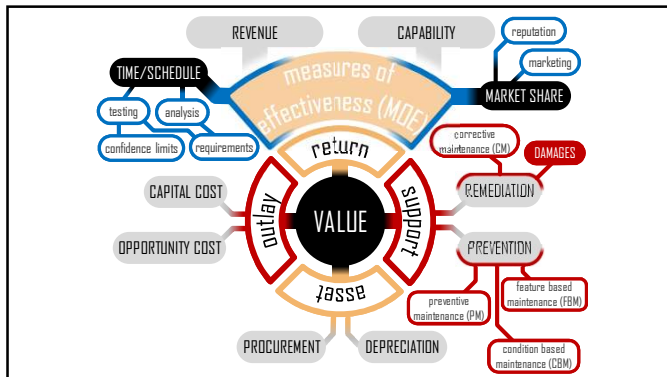 REVENUE
CAPABILITY
reputation
marketing
TIME/SCHEDULE
MARKET SHARE
measures of
effectiveness (MOE)
testing
analysis
confidence limits
requirements
return
corrective
maintenance (CM)
DAMAGES
REMEDIATION
CAPITAL COST
OPPORTUNITY COST
outlay
VALUE
support
PREVENTION
asset
preventive
maintenance (PM)
feature based
maintenance (FBM)
condition based
maintenance (CBM)
PROCUREMENT
DEPRECIATION